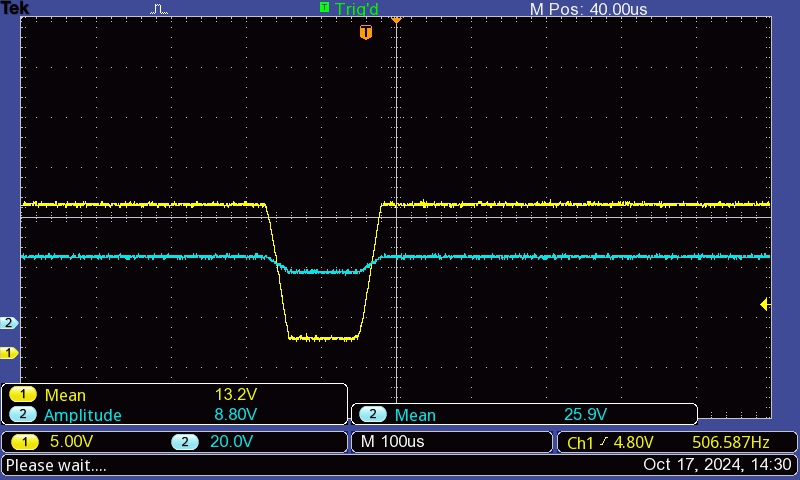 Tek T Trig'd M Pos: 40.00us
T
2
1
1 Mean 13.2V
2 Amplitude 8.80V 2 Mean 25.9V
1 5.00V 2 20.0V M 100us Ch1 4.80V 506.587Hz
Please wait.... Oct 17, 2024, 14:30